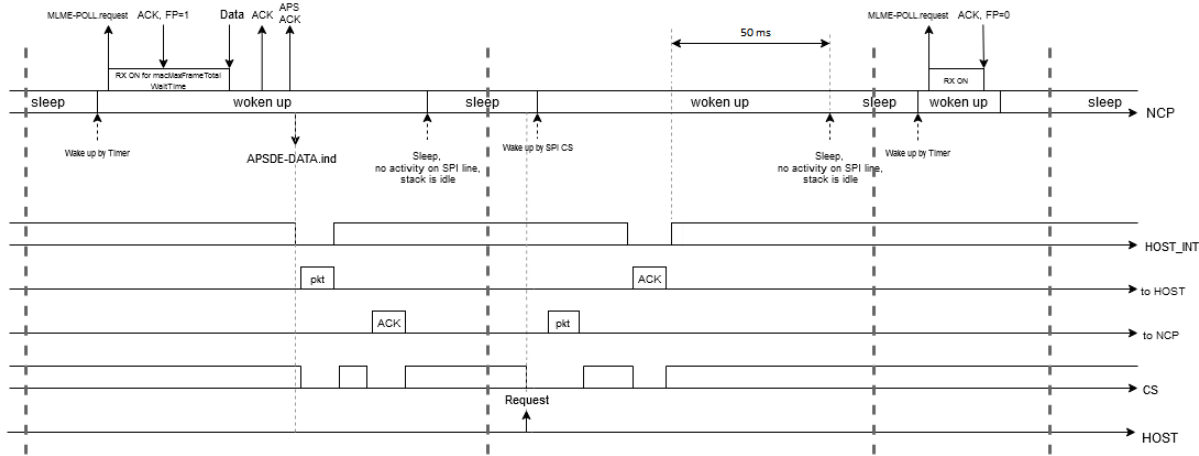 MLME-POLL.request
ACK, FP=1
Data
ACK
APS
ACK
50 ms
MLME-POLL.request
ACK, FP=0
RX ON for macMaxFrameTotal
WaitTime
RX ON
sleep
woken up
sleep
woken up
sleep
woken up
sleep
NCP
Wake up by Timer
APSDE-DATA.ind
Sleep,
no activity on SPI line,
stack is idle
Wake up by SPI CS
Sleep,
no activity on SPI line,
stack is idle
Wake up by Timer
HOST_INT
pkt
ACK
to HOST
ACK
pkt
to NCP
CS
Request
HOST